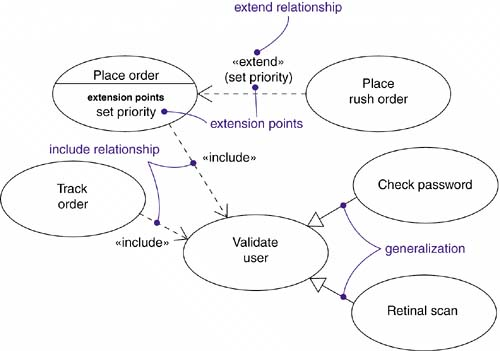 extend relationship
«extend»
(set priority)
Place order
extension points
set priority
Place
rush order
extension points
include relationship
«include»
Track
order
«include»
Check password
Validate
user
generalization
Retinal scan